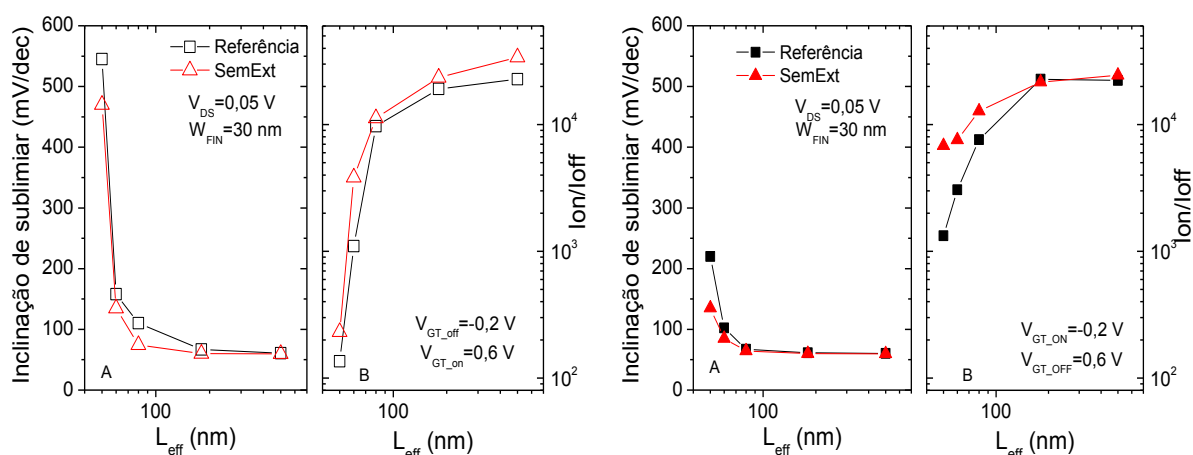 Inclinação de sublimiar (mV/dec)
600
500
400
300
200
100
0
Referência
SemExt
V_DS=0,05 V
W_FIN=30 nm
A
100
L_eff (nm)
V_GT_off=-0,2 V
V_GT_on=0,6 V
B
100
L_eff (nm)
10^4
10^3
10^2
Ion/Ioff
Inclinação de sublimiar (mV/dec)
600
500
400
300
200
100
0
Referência
SemExt
V_DS=0,05 V
W_FIN=30 nm
A
100
L_eff (nm)
V_GT_ON=-0,2 V
V_GT_OFF=0,6 V
B
100
L_eff (nm)
10^4
10^3
10^2
Ion/Ioff